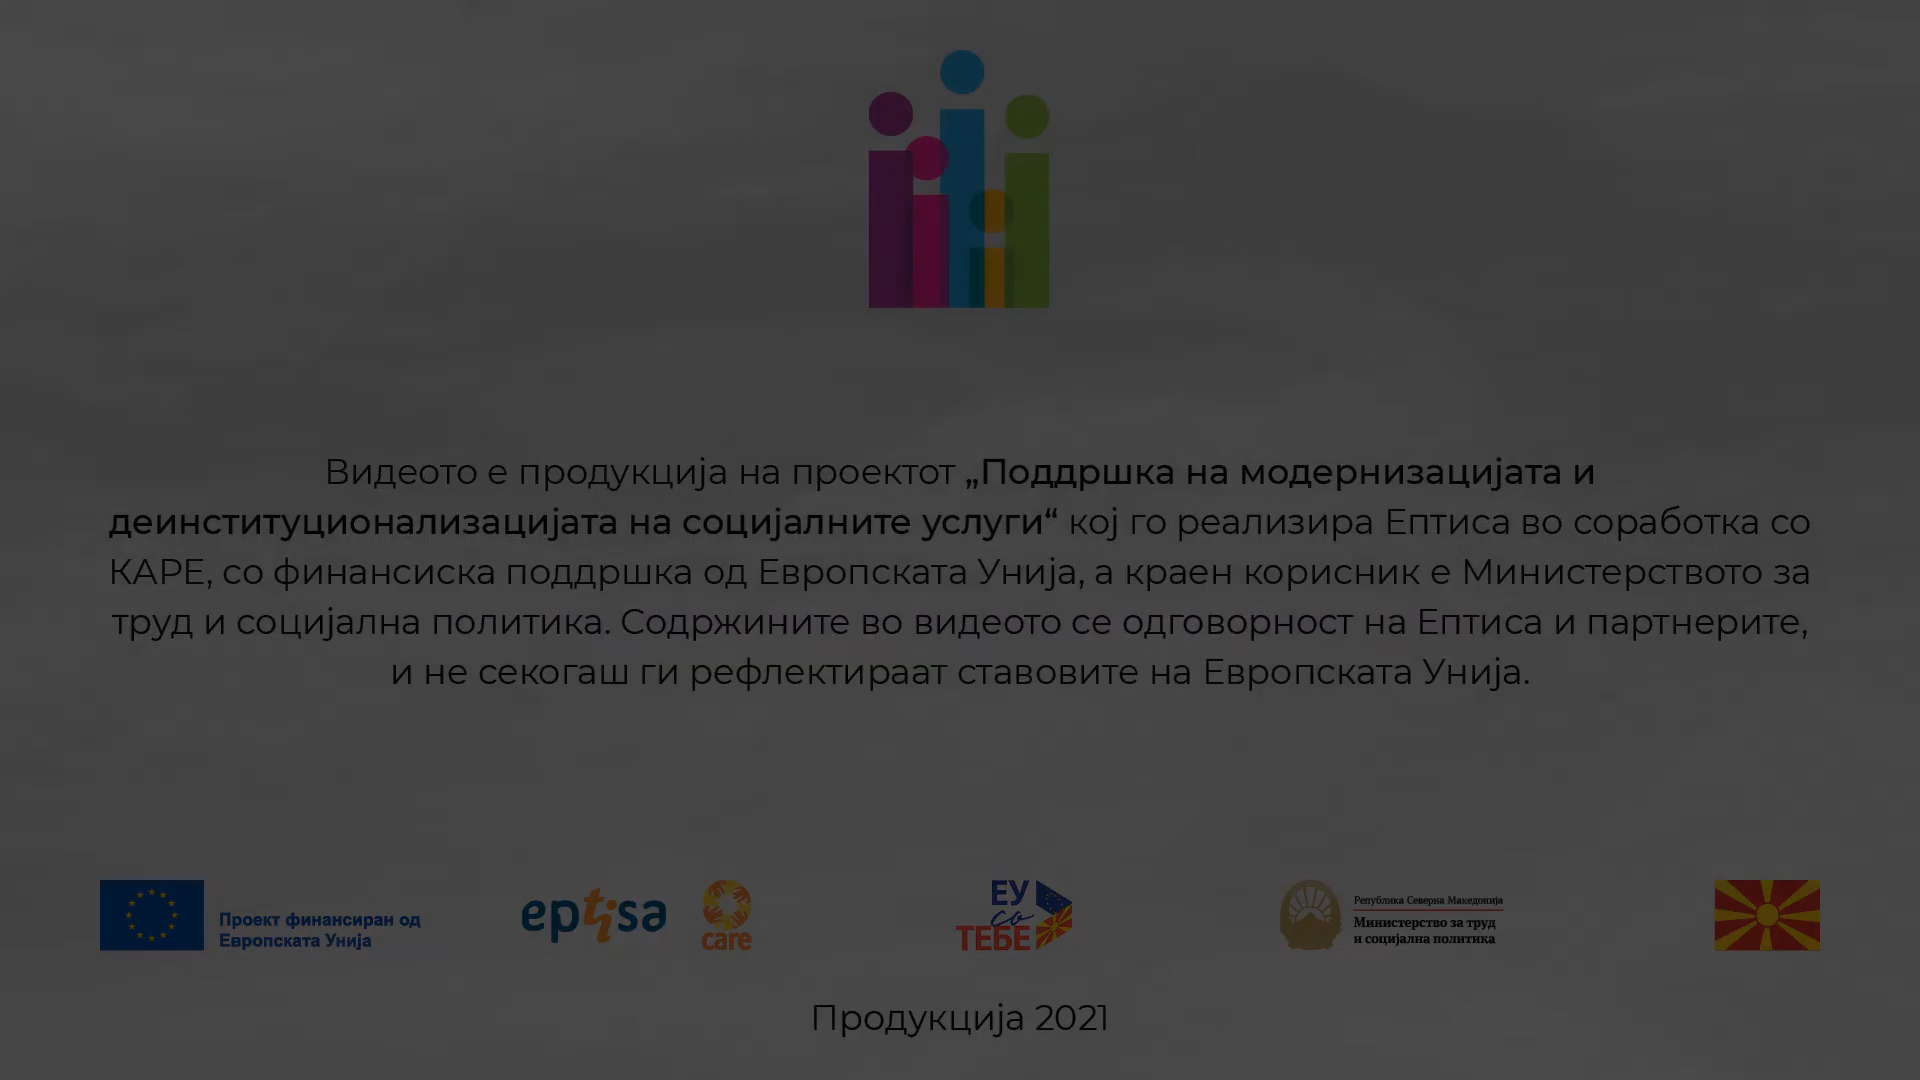 Видеото е продукција на проектот „Поддршка на модернизацијата и
деинституционализацијата на социјалните услуги“ кој го реализира Ептиса во соработка со
КАРЕ, со финансиска поддршка од Европската Унија, а краен корисник е Министерството за
труд и социјална политика. Содржините во видеото се одговорност на Ептиса и партнерите,
и не секогаш ги рефлектираат ставовите на Европската Унија.
Проект финансиран од
Европската Унија
eptisa
care
ЕУ
со
ТЕБЕ
Република Северна Македонија
Министерство за труд
и социјална политика
Продукција 2021